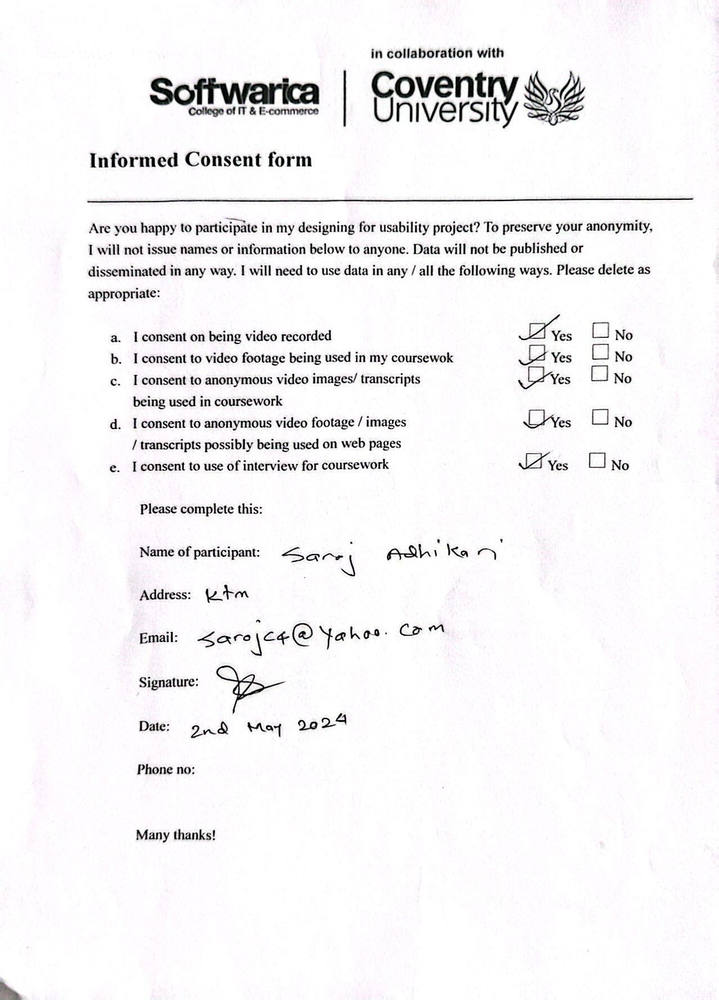 in collaboration with
Softwarica
College of IT & E-commerce
Coventry
University
Informed Consent form
Are you happy to participate in my designing for usability project? To preserve your anonymity,
I will not issue names or information below to anyone. Data will not be published or
disseminated in any way. I will need to use data in any / all the following ways. Please delete as
appropriate:
a. I consent on being video recorded Yes No
b. I consent to video footage being used in my coursewok Yes No
c. I consent to anonymous video images/ transcripts Yes No
being used in coursework
d. I consent to anonymous video footage / images Yes No
/ transcripts possibly being used on web pages
e. I consent to use of interview for coursework Yes No
Please complete this:
Name of participant: Saroj Adhikari
Address: Ktm
Email: sarojc4@yahoo.com
Signature:
Date: 2nd May 2024
Phone no:
Many thanks!